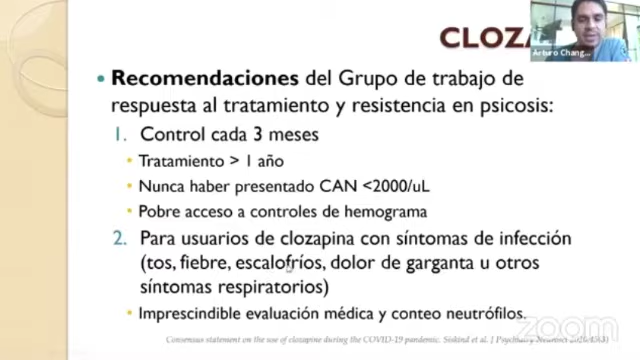 CLOZA
Arturo Chang...
• Recomendaciones del Grupo de trabajo de
respuesta al tratamiento y resistencia en psicosis:
1. Control cada 3 meses
• Tratamiento > 1 año
• Nunca haber presentado CAN <2000/uL
• Pobre acceso a controles de hemograma
2. Para usuarios de clozapina con síntomas de infección
(tos, fiebre, escalofríos, dolor de garganta u otros
síntomas respiratorios)
• Imprescindible evaluación médica y conteo neutrófilos.
Consensus statement on the use of clozapine during the COVID-19 pandemic. Siskind et al. J Psychiatry Neurosci
zoom